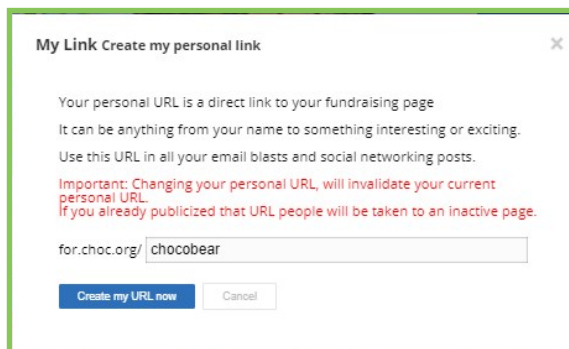 My Link Create my personal link
×
Your personal URL is a direct link to your fundraising page
It can be anything from your name to something interesting or exciting.
Use this URL in all your email blasts and social networking posts.
Important: Changing your personal URL, will invalidate your current
personal URL.
If you already publicized that URL people will be taken to an inactive page.
for.choc.org/ chocobear
Create my URL now Cancel